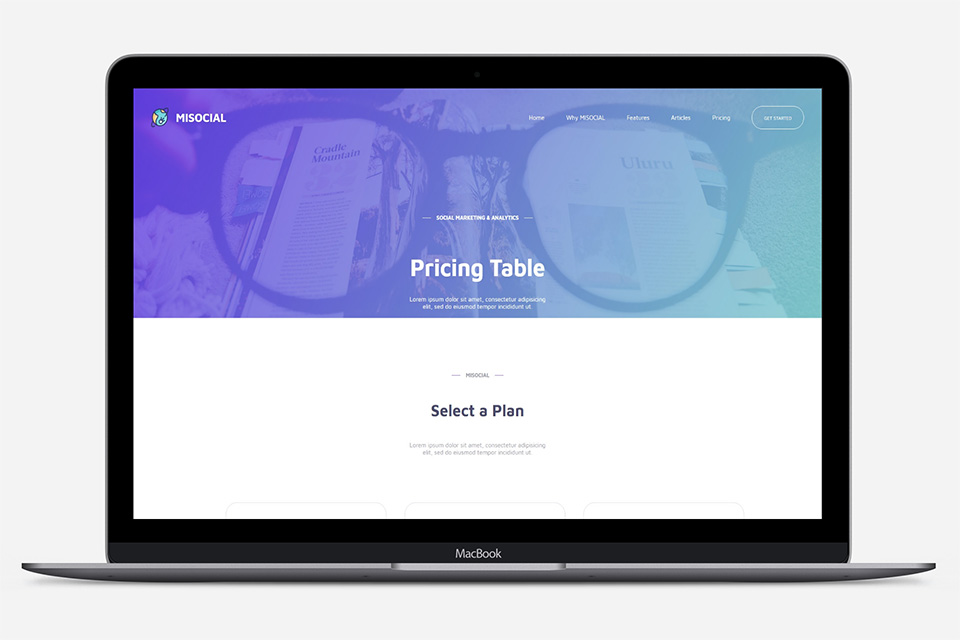 MISOCIAL
Home
Why MISOCIAL
Features
Articles
Pricing
GET STARTED
Cradle
Mountain
Uluru
SOCIAL MARKETING & ANALYTICS
Pricing Table
Lorem ipsum dolor sit amet, consectetur adipisicing
elit, sed do eiusmod tempor incididunt ut.
MISOCIAL
Select a Plan
Lorem ipsum dolor sit amet, consectetur adipisicing
elit, sed do eiusmod tempor incididunt ut.
MacBook